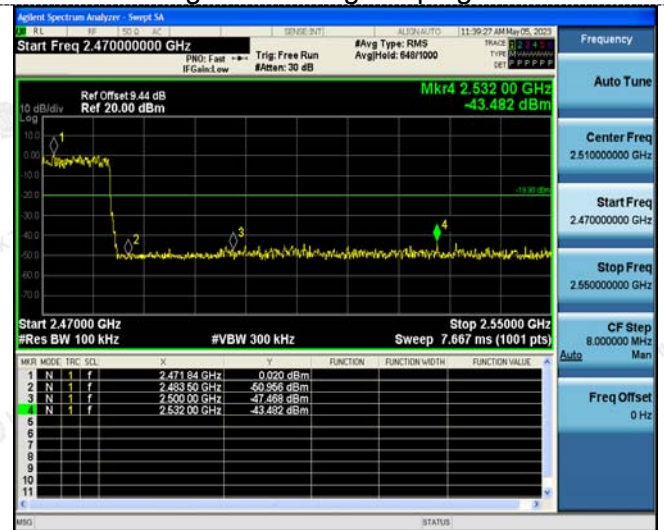 Agilent Spectrum Analyzer - Swept SA
RL RF 50 Ω AC SENSE:INT ALIGN AUTO 11:39:27 AM May 05, 2023
Start Freq 2.470000000 GHz
PNO: Fast Trig: Free Run #Avg Type: RMS TRACE 1 2 3 4 5 6
IFGain:Low #Atten: 30 dB Avg|Hold: 648/1000 TYPE
DET P P P P P P
Frequency
Mkr4 2.532 00 GHz
-43.482 dBm
Ref Offset 9.44 dB
10 dB/div Ref 20.00 dBm
Log
10.0
0.00
-10.0
-20.0
-30.0
-40.0
-50.0
-60.0
-70.0
1
2
3
4
-19.98 dBm
Start 2.47000 GHz Stop 2.55000 GHz
#Res BW 100 kHz #VBW 300 kHz Sweep 7.667 ms (1001 pts)
MKR MODE TRC SCL X Y FUNCTION FUNCTION WIDTH FUNCTION VALUE
1 N 1 f 2.471 84 GHz 0.020 dBm
2 N 1 f 2.483 50 GHz -50.956 dBm
3 N 1 f 2.500 00 GHz -47.468 dBm
4 N 1 f 2.532 00 GHz -43.482 dBm
5
6
7
8
9
10
11
MSG STATUS
Auto Tune
Center Freq
2.510000000 GHz
Start Freq
2.470000000 GHz
Stop Freq
2.550000000 GHz
CF Step
8.000000 MHz
Auto Man
Freq Offset
0 Hz